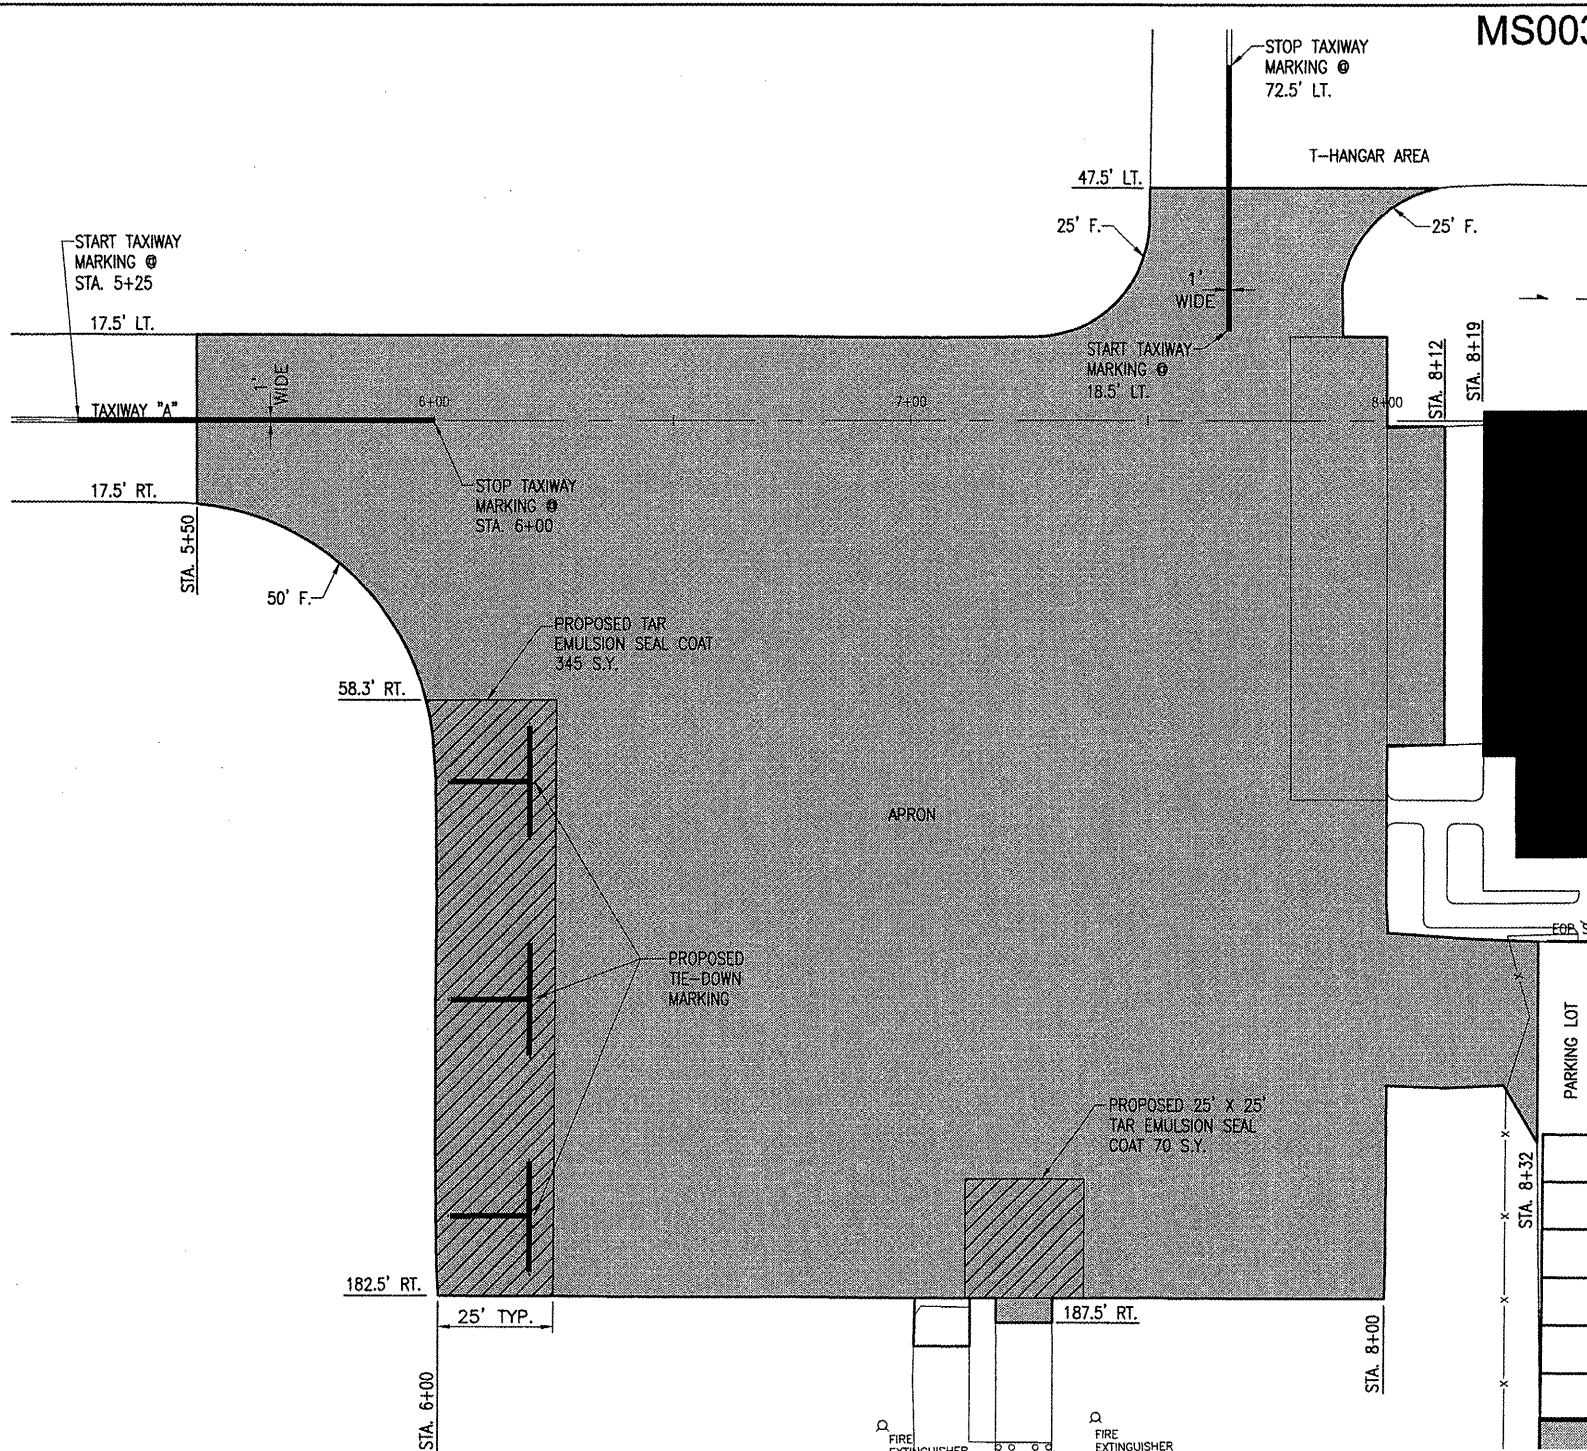 MS003
STOP TAXIWAY
MARKING @
72.5' LT.
T-HANGAR AREA
47.5' LT.
25' F.
25' F.
START TAXIWAY
MARKING @
STA. 5+25
17.5' LT.
1'
WIDE
START TAXIWAY
MARKING @
18.5' LT.
STA. 8+12
STA. 8+19
1'
WIDE
TAXIWAY "A"
6+00
7+00
8+00
17.5' RT.
STOP TAXIWAY
MARKING @
STA. 6+00
STA. 5+50
50' F.
PROPOSED TAR
EMULSION SEAL COAT
345 S.Y.
58.3' RT.
APRON
EOP
PROPOSED
TIE-DOWN
MARKING
PARKING LOT
PROPOSED 25' X 25'
TAR EMULSION SEAL
COAT 70 S.Y.
STA. 8+32
182.5' RT.
25' TYP.
187.5' RT.
STA. 6+00
STA. 8+00
FIRE
EXTINGUISHER
FIRE
EXTINGUISHER